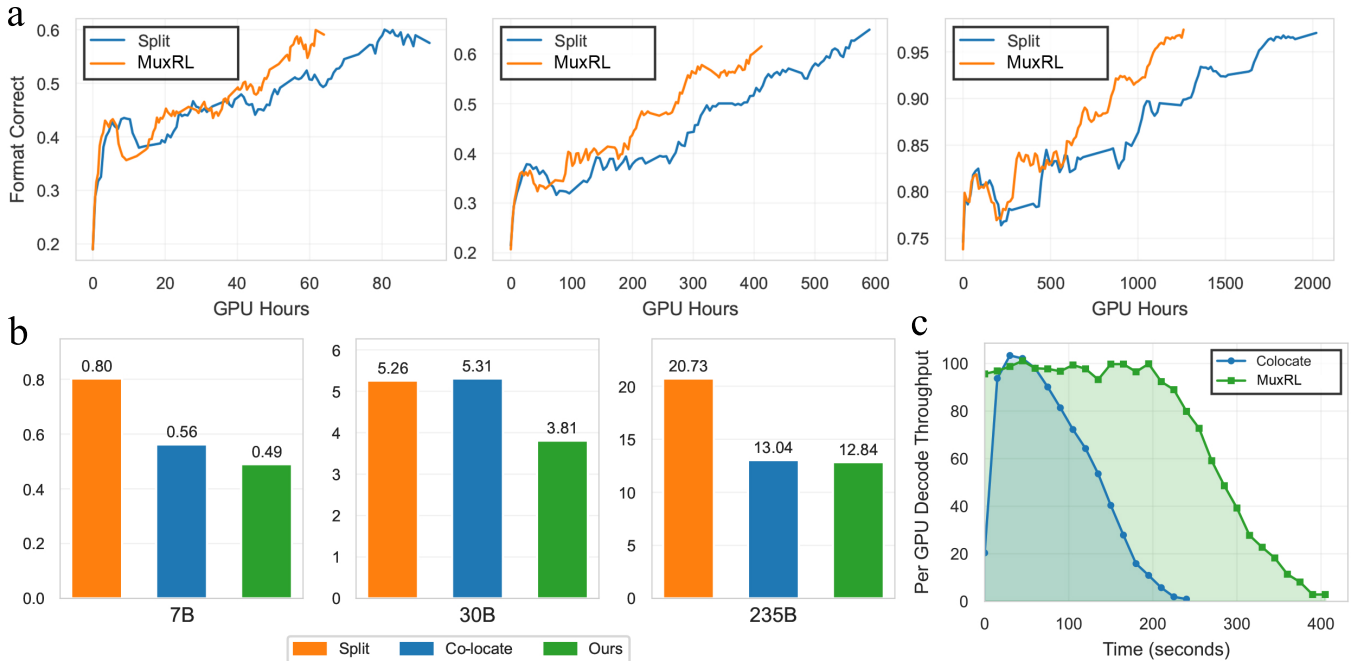 a
Format Correct
0.6
0.5
0.4
0.3
0.2
Split
MuxRL
0 20 40 60 80
GPU Hours
0.6
0.5
0.4
0.3
0.2
Split
MuxRL
0 100 200 300 400 500 600
GPU Hours
0.95
0.90
0.85
0.80
0.75
Split
MuxRL
0 500 1000 1500 2000
GPU Hours
b
0.8
0.6
0.4
0.2
0.0
0.80
0.56
0.49
7B
6
5
4
3
2
1
0
5.26
5.31
3.81
30B
20
15
10
5
0
20.73
13.04
12.84
235B
Split Co-locate Ours
c
Per GPU Decode Throughput
100
80
60
40
20
0
Colocate
MuxRL
0 100 200 300 400
Time (seconds)